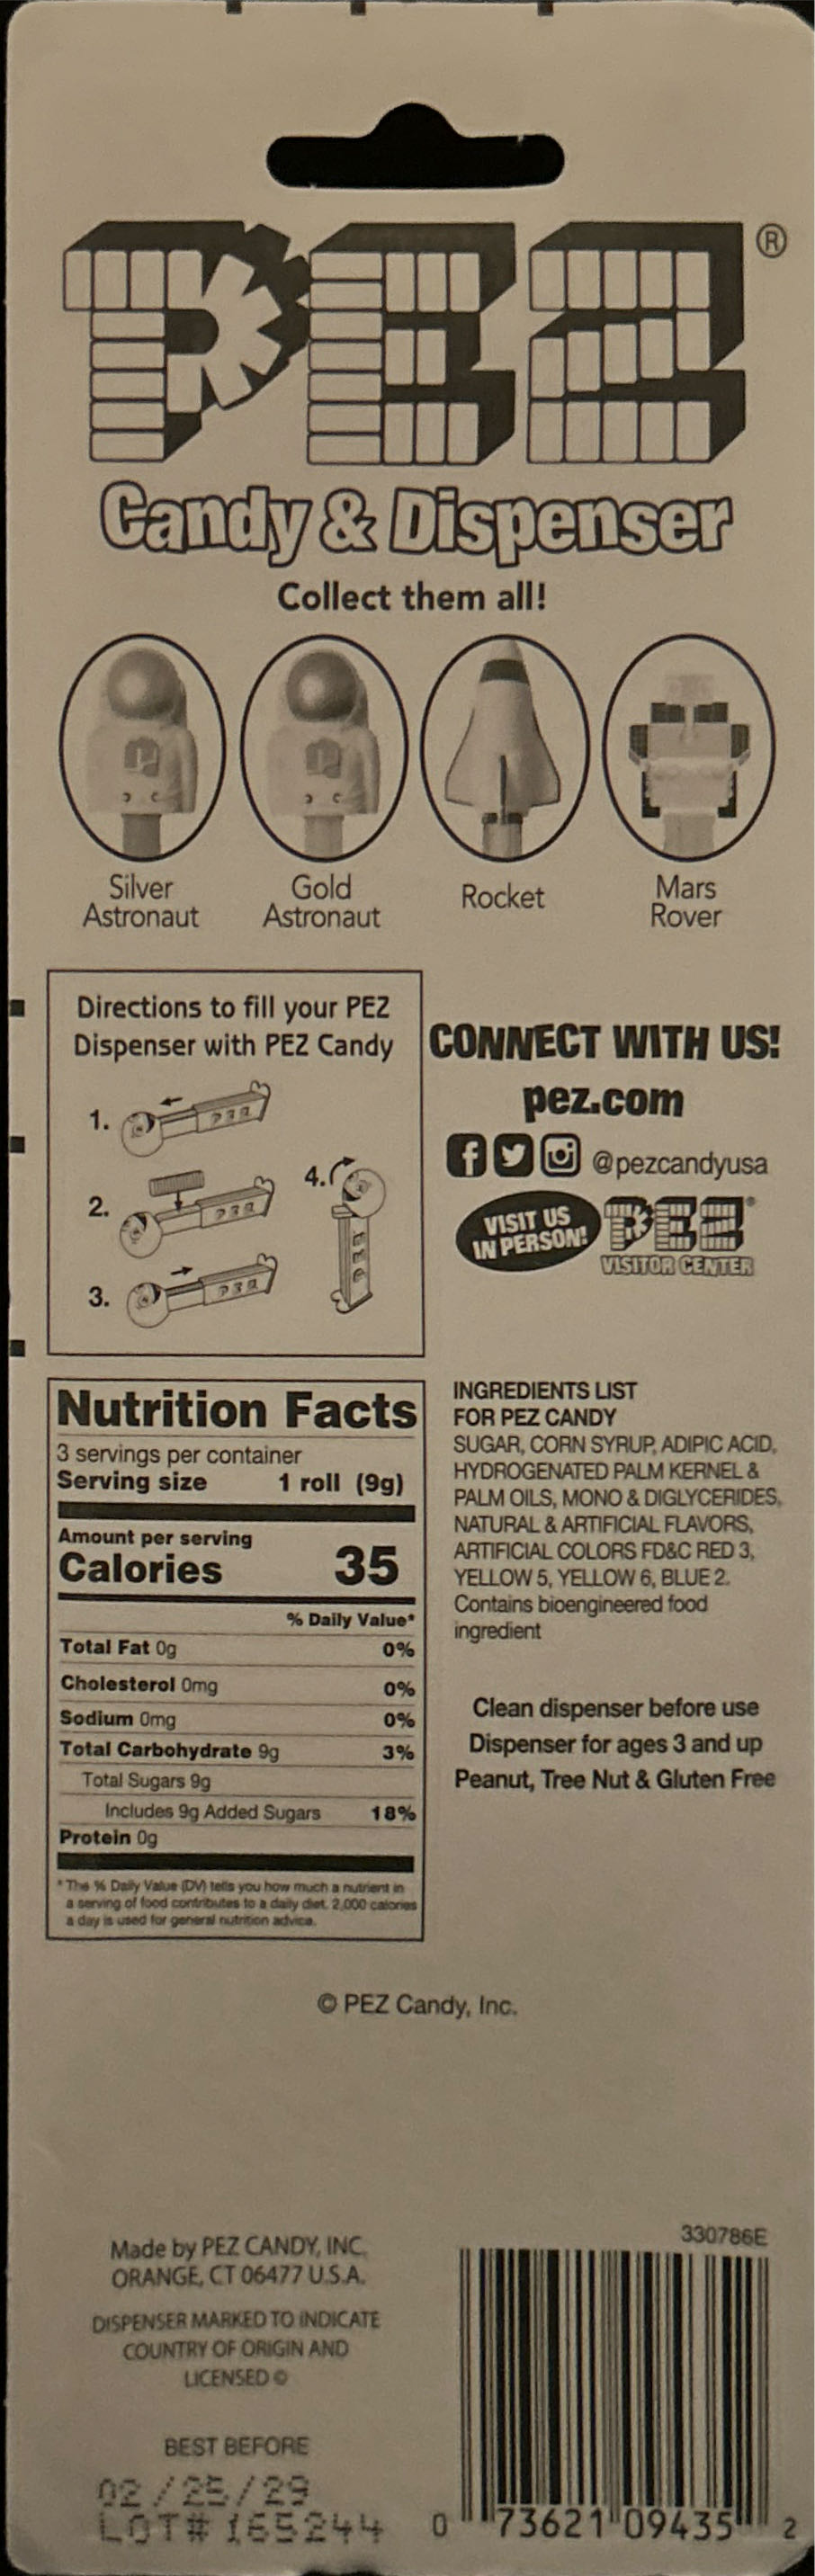 PEZ®
Candy & Dispenser
Collect them all!
Silver
Astronaut
Gold
Astronaut
Rocket
Mars
Rover
Directions to fill your PEZ
Dispenser with PEZ Candy
1.
2.
3.
4.
CONNECT WITH US!
pez.com
@pezcandyusa
VISIT US
IN PERSON!
PEZ®
VISITOR CENTER
Nutrition Facts
3 servings per container
Serving size 1 roll (9g)
Amount per serving
Calories 35
% Daily Value*
Total Fat 0g 0%
Cholesterol 0mg 0%
Sodium 0mg 0%
Total Carbohydrate 9g 3%
Total Sugars 9g
Includes 9g Added Sugars 18%
Protein 0g
* The % Daily Value (DV) tells you how much a nutrient in
a serving of food contributes to a daily diet. 2,000 calories
a day is used for general nutrition advice.
INGREDIENTS LIST
FOR PEZ CANDY
SUGAR, CORN SYRUP, ADIPIC ACID,
HYDROGENATED PALM KERNEL &
PALM OILS, MONO & DIGLYCERIDES,
NATURAL & ARTIFICIAL FLAVORS,
ARTIFICIAL COLORS FD&C RED 3,
YELLOW 5, YELLOW 6, BLUE 2.
Contains bioengineered food
ingredient
Clean dispenser before use
Dispenser for ages 3 and up
Peanut, Tree Nut & Gluten Free
© PEZ Candy, Inc.
Made by PEZ CANDY, INC.
ORANGE, CT 06477 U.S.A.
DISPENSER MARKED TO INDICATE
COUNTRY OF ORIGIN AND
LICENSED ©
BEST BEFORE
02/25/29
LOT# 165244
330786E
0 73621 09435 2